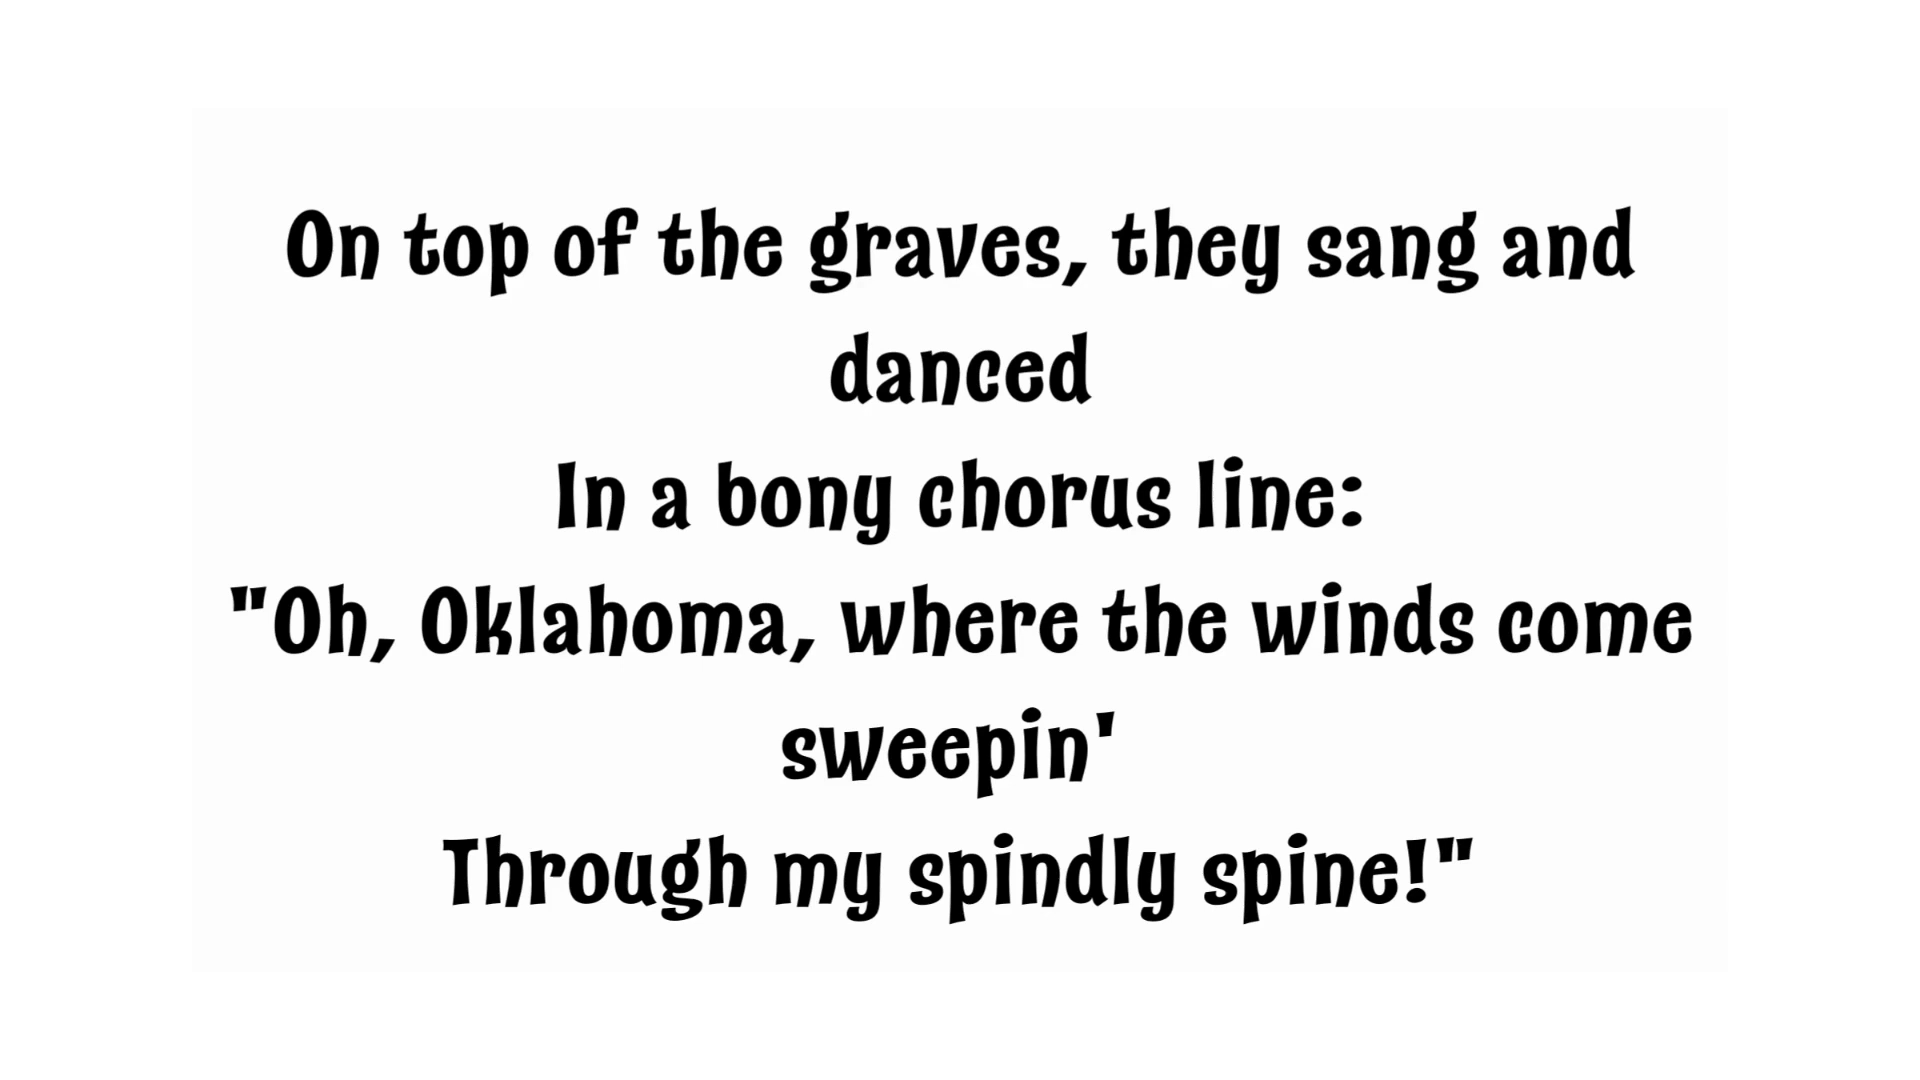 On top of the graves, they sang and
danced
In a bony chorus line:
"Oh, Oklahoma, where the winds come
sweepin'
Through my spindly spine!"